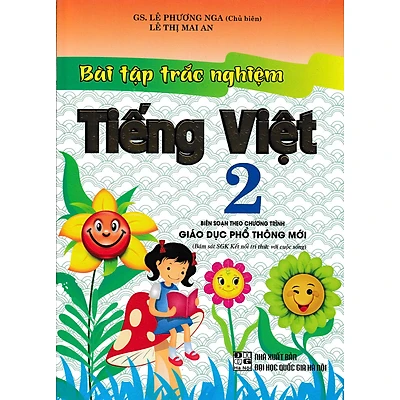 GS. LÊ PHƯƠNG NGA (Chủ biên)
LÊ THỊ MAI AN
Bài tập trắc nghiệm
Tiếng Việt
2
BIÊN SOẠN THEO CHƯƠNG TRÌNH
GIÁO DỤC PHỔ THÔNG MỚI
(Bám sát SGK Kết nối tri thức với cuộc sống)
Hà Nội
NHÀ XUẤT BẢN
ĐẠI HỌC QUỐC GIA HÀ NỘI